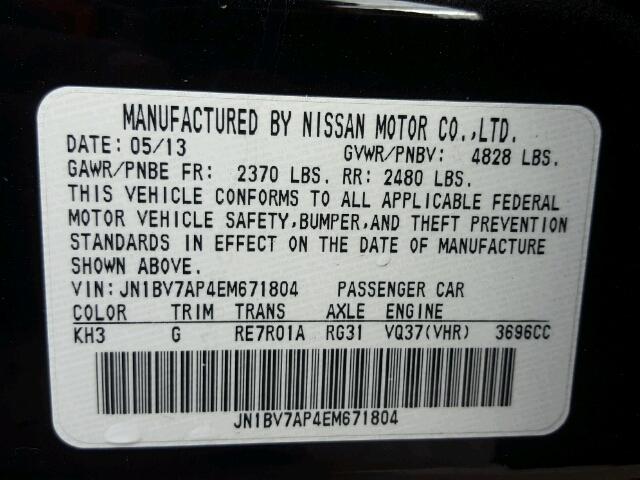 MANUFACTURED BY NISSAN MOTOR CO.,LTD.
DATE: 05/13 GVWR/PNBV: 4828 LBS.
GAWR/PNBE FR: 2370 LBS. RR: 2480 LBS.
THIS VEHICLE CONFORMS TO ALL APPLICABLE FEDERAL
MOTOR VEHICLE SAFETY,BUMPER,AND THEFT PREVENTION
STANDARDS IN EFFECT ON THE DATE OF MANUFACTURE
SHOWN ABOVE.
VIN:JN1BV7AP4EM671804 PASSENGER CAR
COLOR TRIM TRANS AXLE ENGINE
KH3 G RE7R01A RG31 VQ37(VHR) 3696CC
JN1BV7AP4EM671804